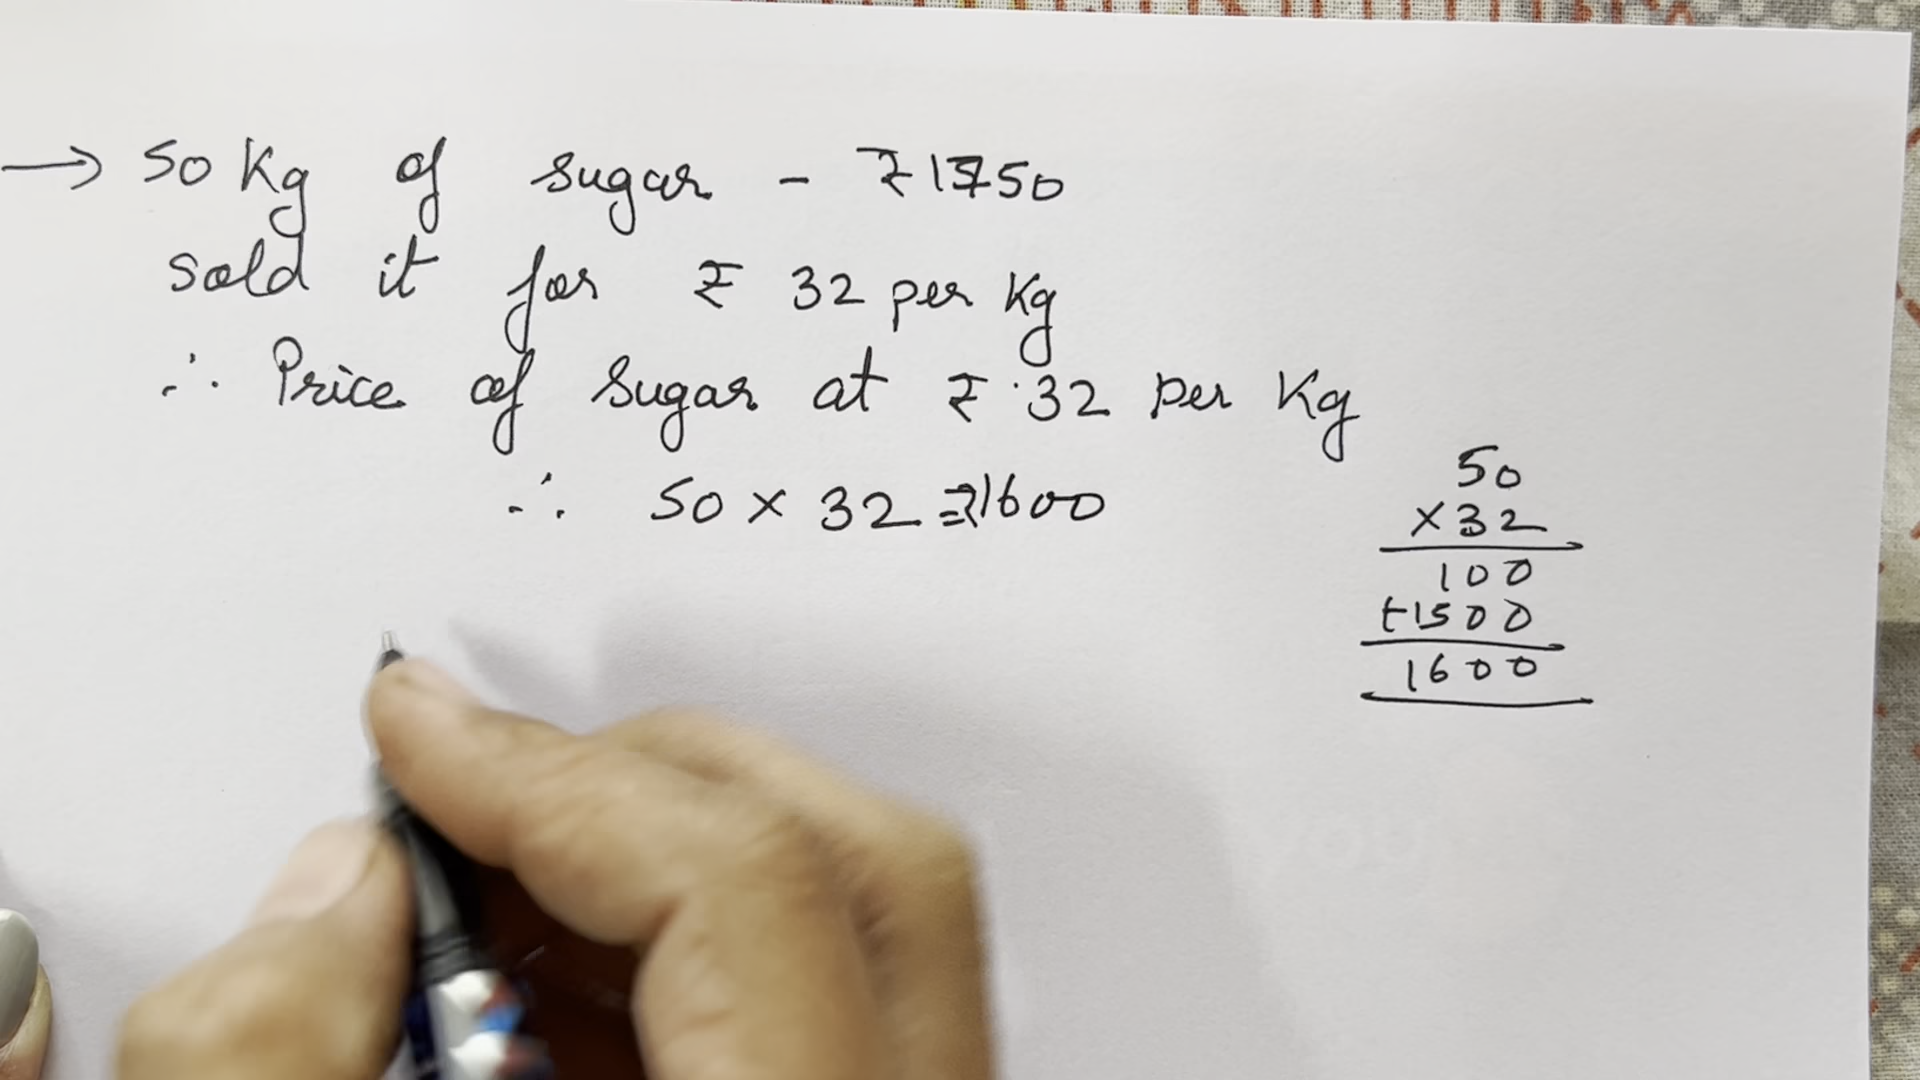 → 50 Kg of sugar - ₹1750
sold it for ₹ 32 per Kg
∴ Price of sugar at ₹ 32 per Kg
∴ 50 × 32 = ₹1600
50
×32
100
+1500
1600